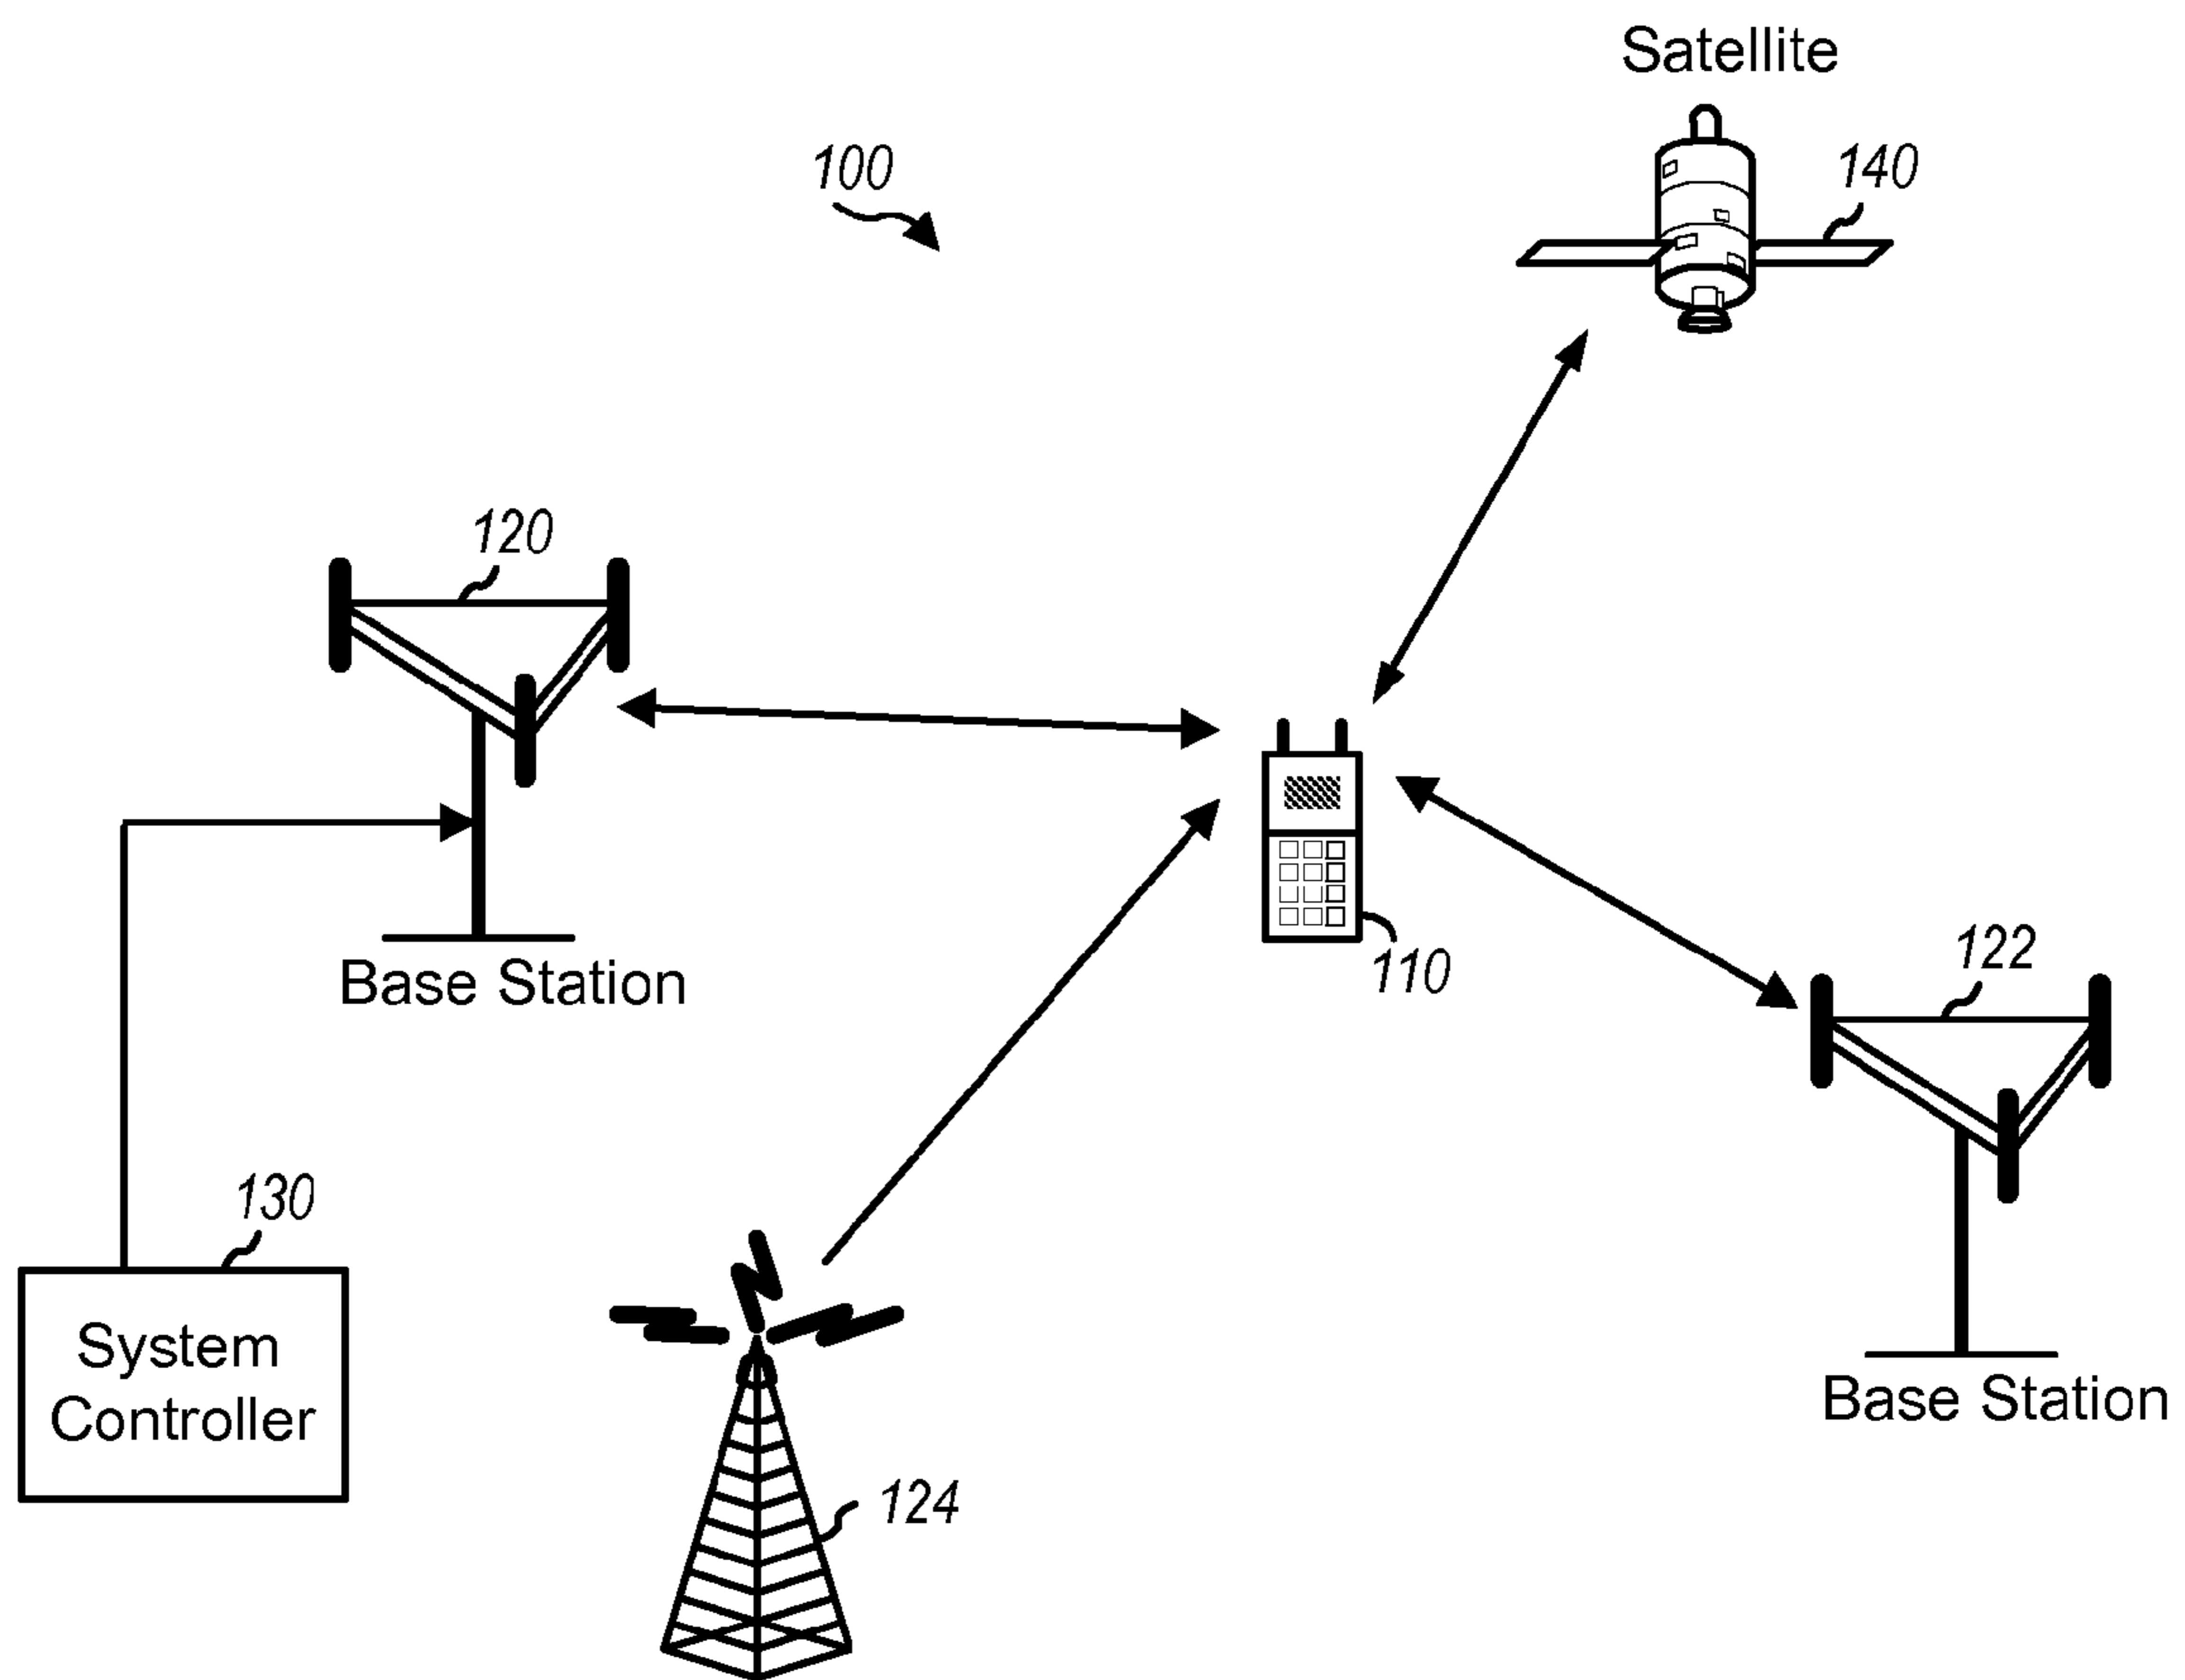 Satellite
100
140
120
Base Station
110
122
130
System
Controller
Base Station
124